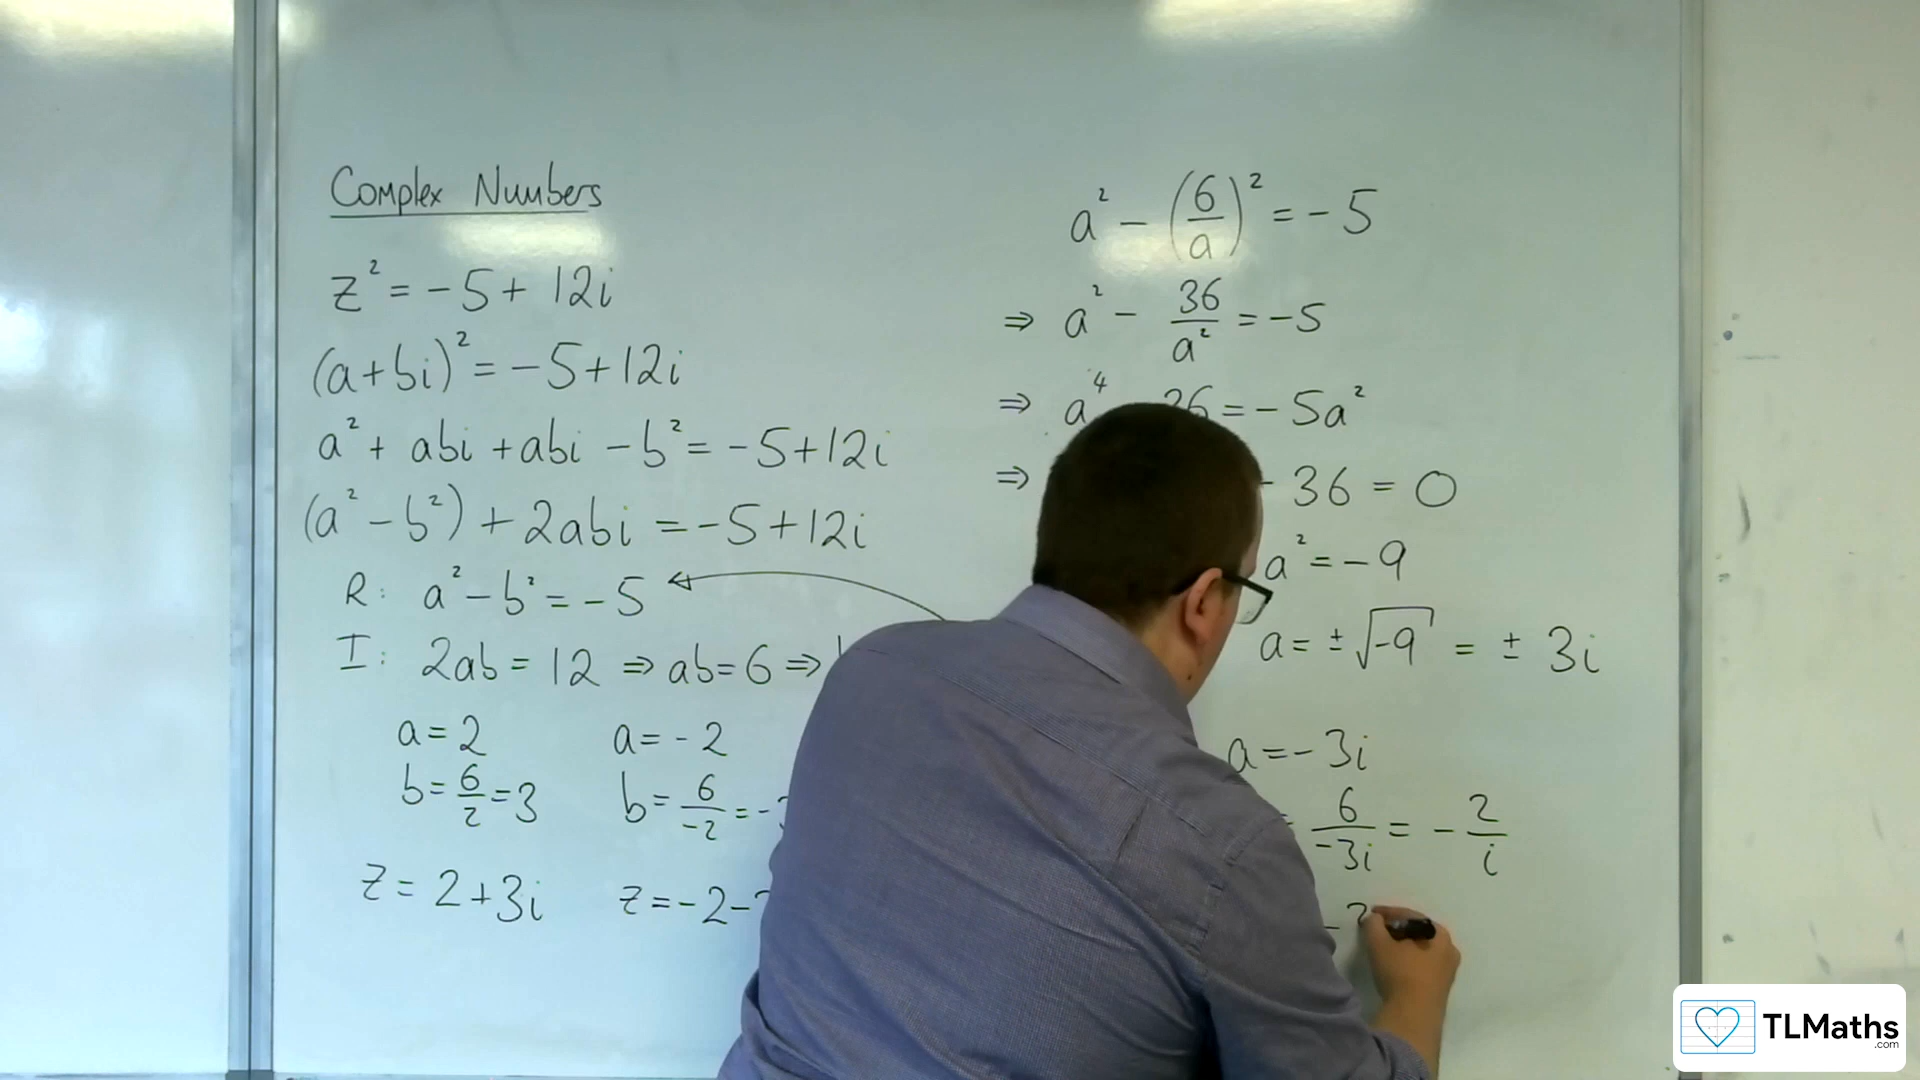 Complex Numbers
z² = -5 + 12i
(a+bi)² = -5+12i
a² + abi + abi - b² = -5+12i
(a² - b²) + 2abi = -5+12i
R: a² - b² = -5
I: 2ab = 12 ⇒ ab = 6 ⇒
a = 2
b = 6/2 = 3
z = 2+3i
a = -2
b = 6/-2 = -
z = -2-
a² - (6/a)² = -5
⇒ a² - 36/a² = -5
⇒ a⁴ 36 = -5a²
⇒ - 36 = 0
a² = -9
a = ±√-9 = ± 3i
a = -3i
6/-3i = - 2/i
-
TLMaths
.com